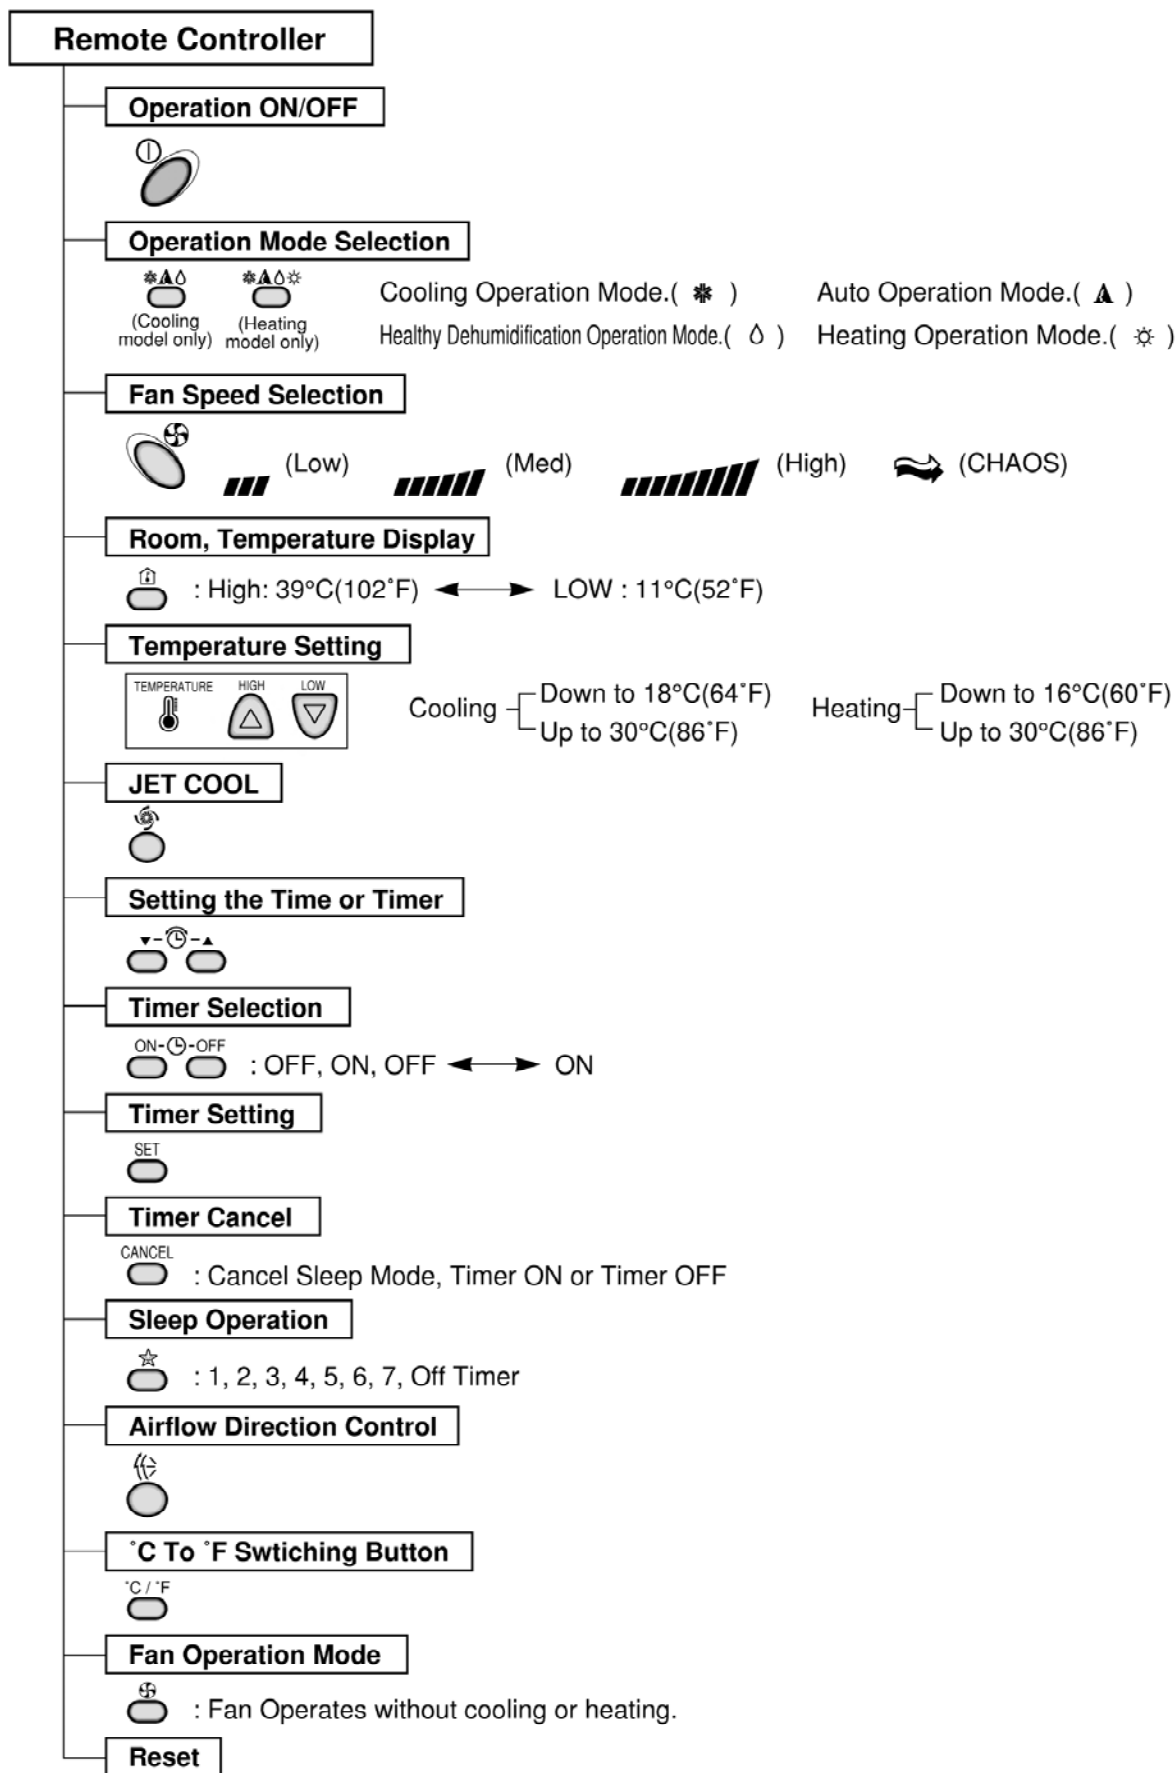 Remote Controller
Operation ON/OFF
Operation Mode Selection
(Cooling model only)
(Heating model only)
Cooling Operation Mode.( )
Auto Operation Mode.( )
Healthy Dehumidification Operation Mode.( )
Heating Operation Mode.( )
Fan Speed Selection
(Low)
(Med)
(High)
(CHAOS)
Room, Temperature Display
: High: 39°C(102°F)
LOW : 11°C(52°F)
Temperature Setting
TEMPERATURE
HIGH
LOW
Cooling
Down to 18°C(64°F)
Up to 30°C(86°F)
Heating
Down to 16°C(60°F)
Up to 30°C(86°F)
JET COOL
Setting the Time or Timer
Timer Selection
ON- -OFF
: OFF, ON, OFF
ON
Timer Setting
SET
Timer Cancel
CANCEL
: Cancel Sleep Mode, Timer ON or Timer OFF
Sleep Operation
: 1, 2, 3, 4, 5, 6, 7, Off Timer
Airflow Direction Control
°C To °F Swtiching Button
°C / °F
Fan Operation Mode
: Fan Operates without cooling or heating.
Reset